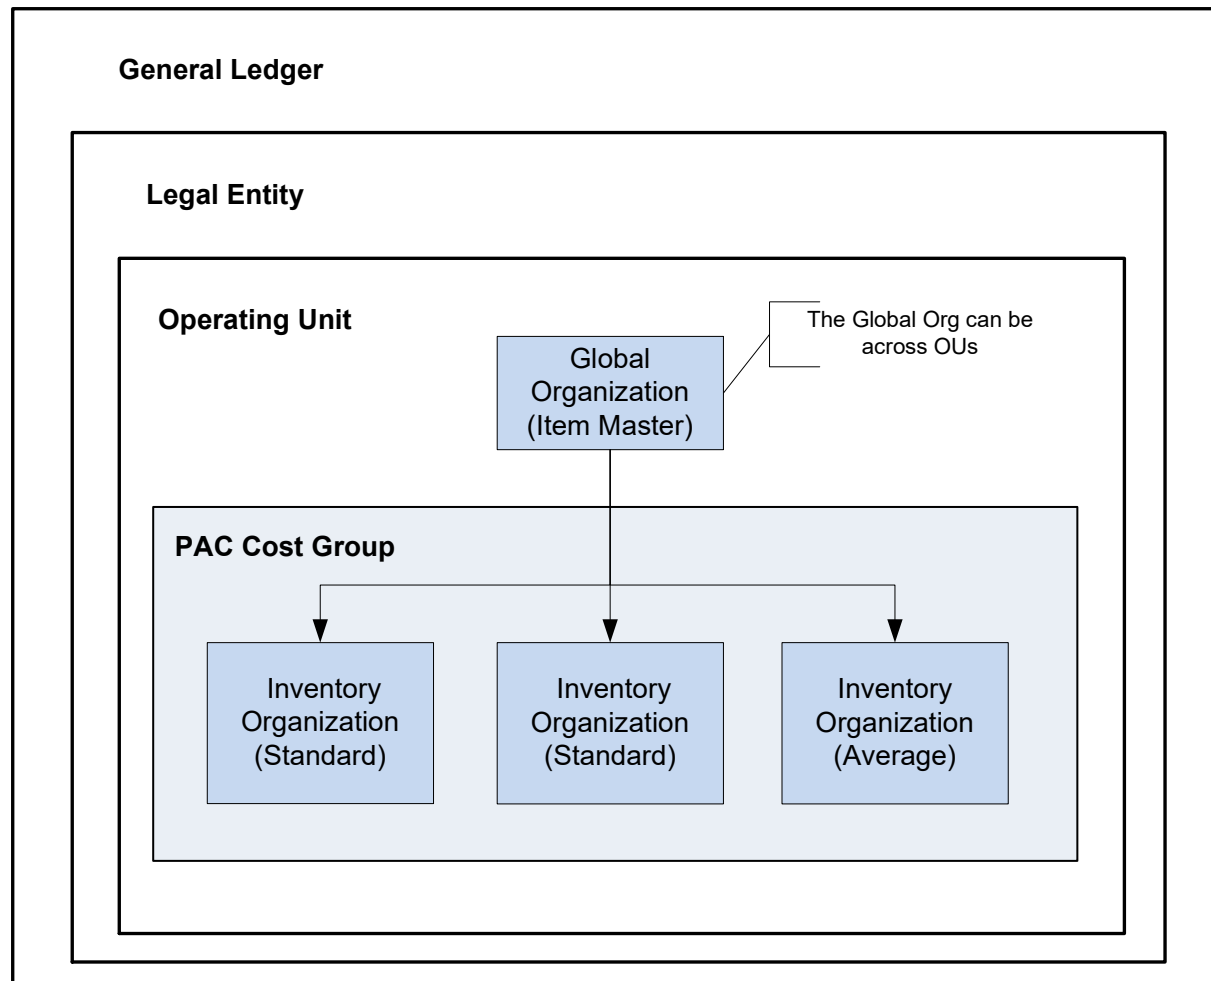 General Ledger
Legal Entity
Operating Unit
The Global Org can be
across OUs
Global
Organization
(Item Master)
PAC Cost Group
Inventory
Organization
(Standard)
Inventory
Organization
(Standard)
Inventory
Organization
(Average)